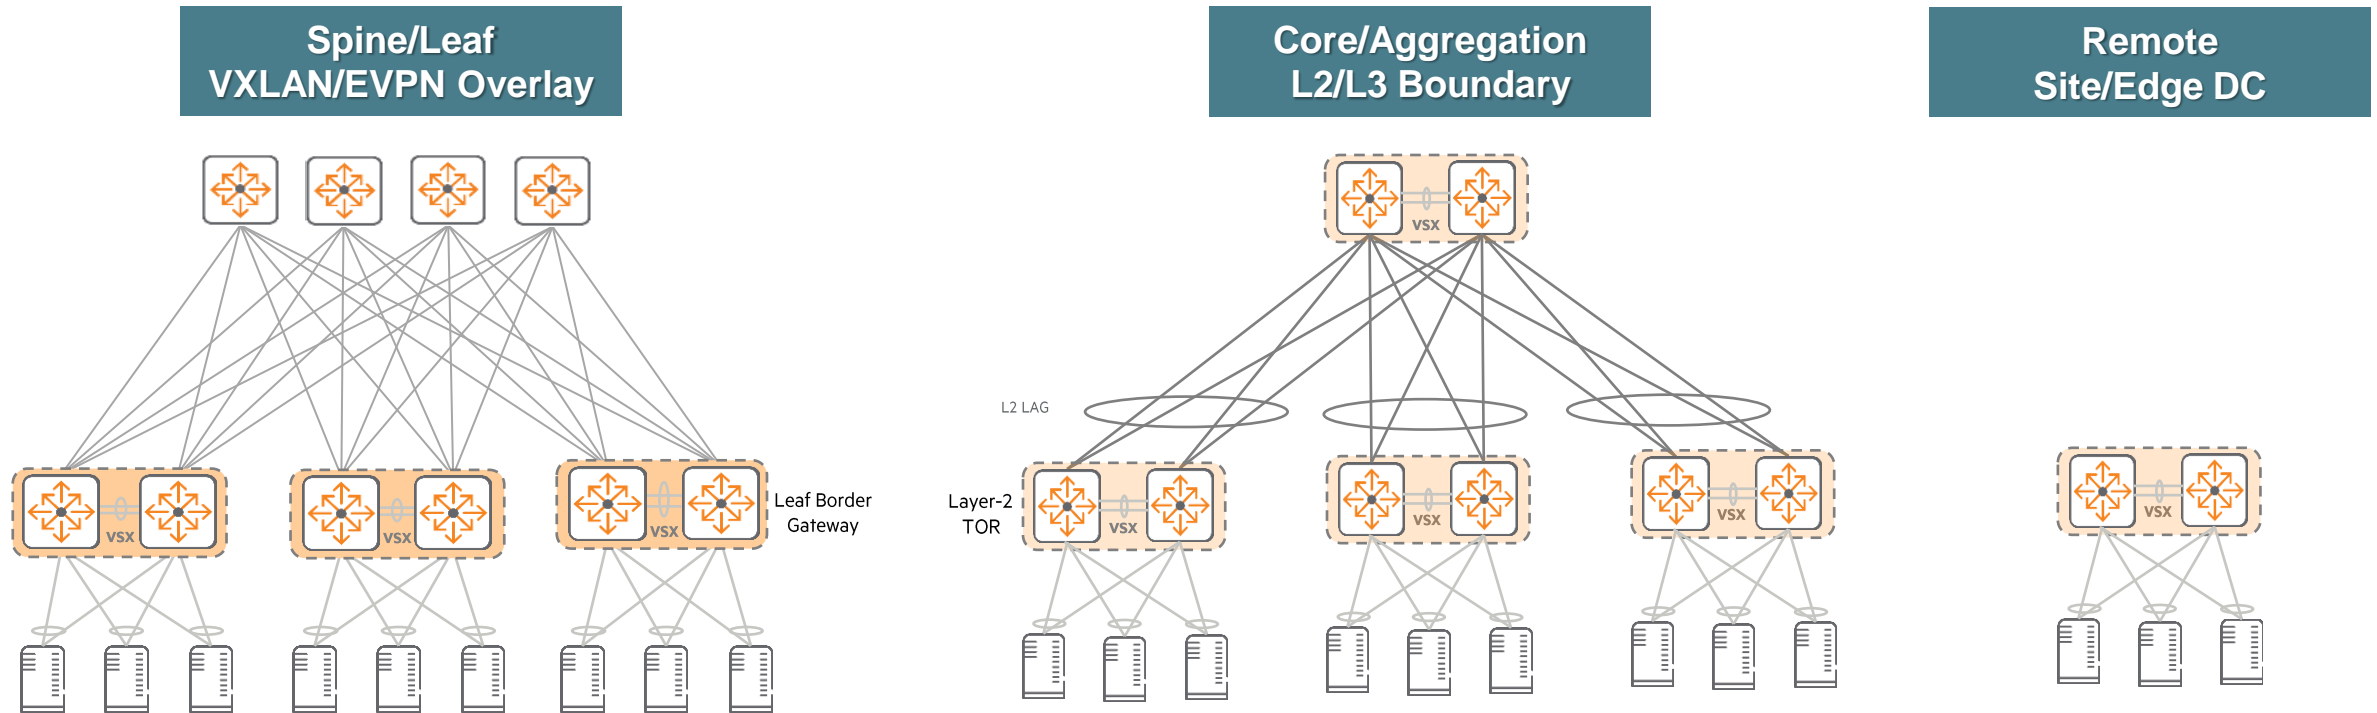 Spine/Leaf
VXLAN/EVPN Overlay
Core/Aggregation
L2/L3 Boundary
Remote
Site/Edge DC
VSX
L2 LAG
VSX
VSX
VSX
Leaf Border
Gateway
Layer-2
TOR
VSX
VSX
VSX
VSX